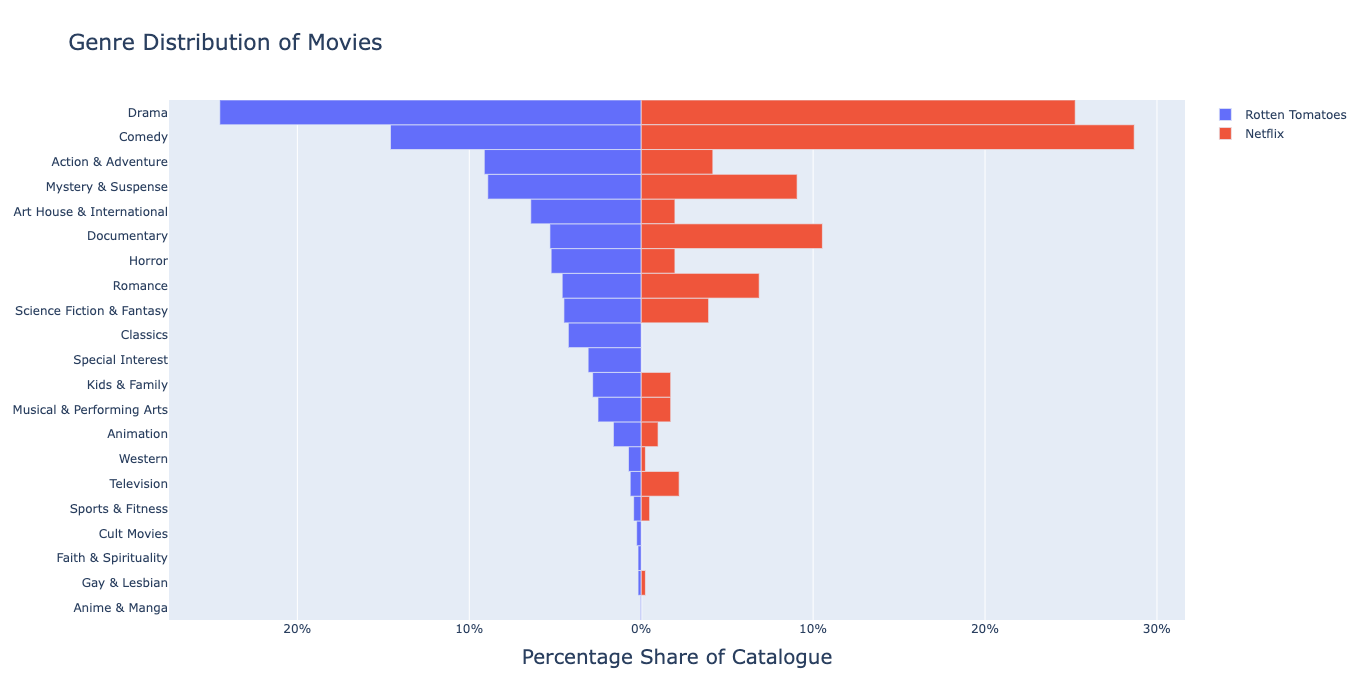 Genre Distribution of Movies
Rotten Tomatoes
Netflix
Drama
Comedy
Action & Adventure
Mystery & Suspense
Art House & International
Documentary
Horror
Romance
Science Fiction & Fantasy
Classics
Special Interest
Kids & Family
Musical & Performing Arts
Animation
Western
Television
Sports & Fitness
Cult Movies
Faith & Spirituality
Gay & Lesbian
Anime & Manga
20% 10% 0% 10% 20% 30%
Percentage Share of Catalogue